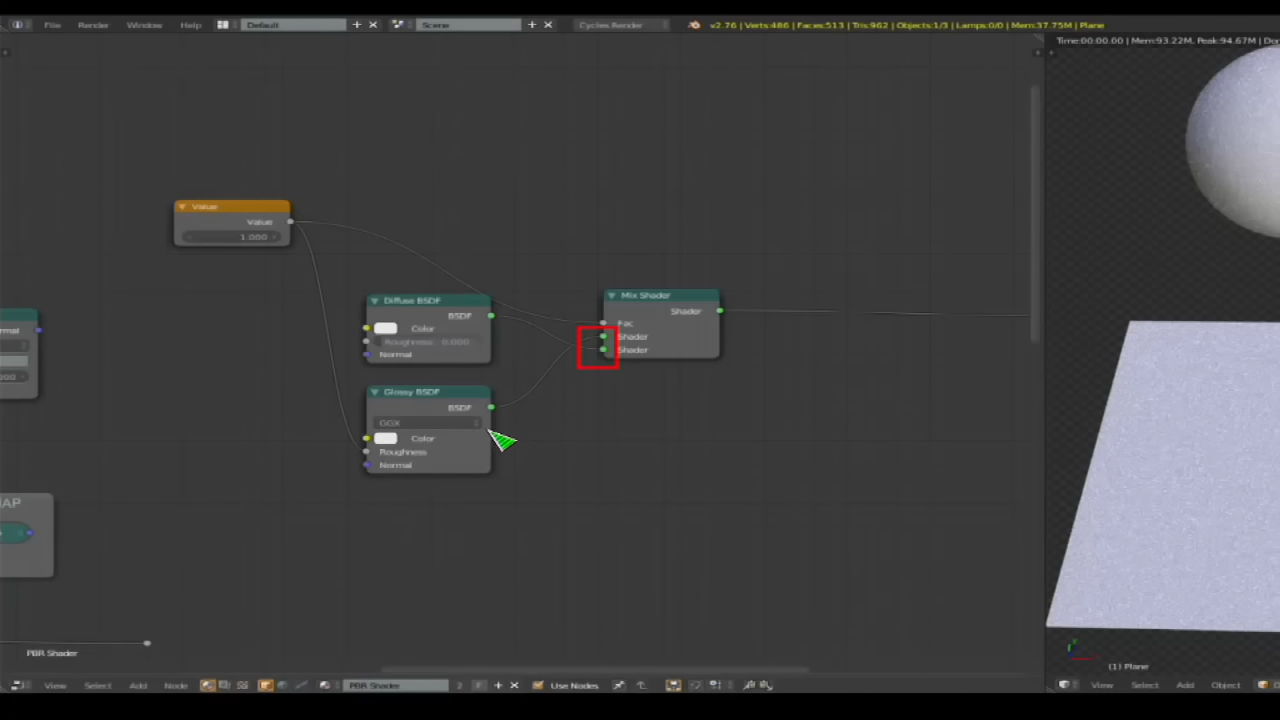 File Render Window Help Default Scene Cycles Render v2.76 | Verts:486 | Faces:513 | Tris:962 | Objects:1/3 | Lamps:0/0 | Mem:37.75M | Plane
Time:00:00.00 | Mem:93.22M, Peak:94.67M
Value
Value
1.000
Diffuse BSDF
BSDF
Color
Roughness: 0.000
Normal
Mix Shader
Shader
Fac
Shader
Shader
Glossy BSDF
BSDF
GGX
Color
Roughness
Normal
PBR Shader
(1) Plane
View Select Add Node PBR Shader 2 F Use Nodes View Select Add Object